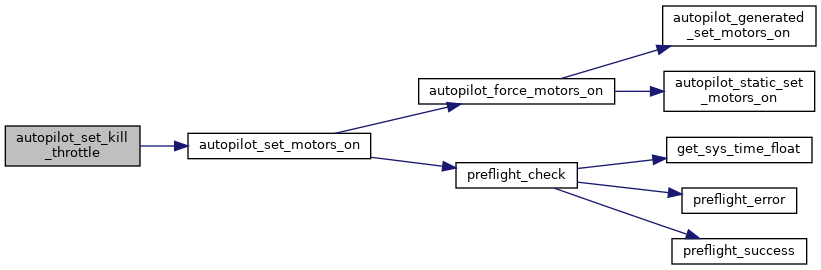 autopilot_set_kill
_throttle
autopilot_set_motors_on
autopilot_force_motors_on
autopilot_generated
_set_motors_on
autopilot_static_set
_motors_on
preflight_check
get_sys_time_float
preflight_error
preflight_success